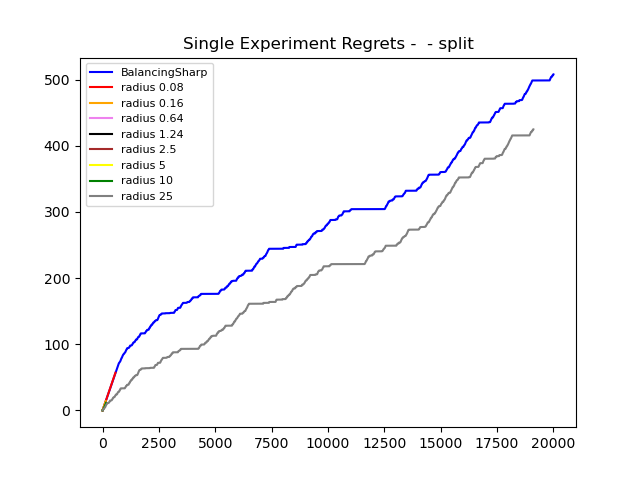 Single Experiment Regrets -  - split
BalancingSharp
radius 0.08
radius 0.16
radius 0.64
radius 1.24
radius 2.5
radius 5
radius 10
radius 25
500
400
300
200
100
0
0 2500 5000 7500 10000 12500 15000 17500 20000